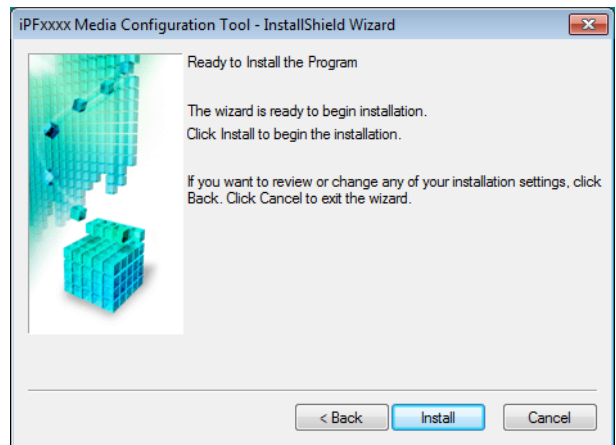 iPFxxxx Media Configuration Tool - InstallShield Wizard
Ready to Install the Program
The wizard is ready to begin installation.
Click Install to begin the installation.
If you want to review or change any of your installation settings, click
Back. Click Cancel to exit the wizard.
< Back
Install
Cancel